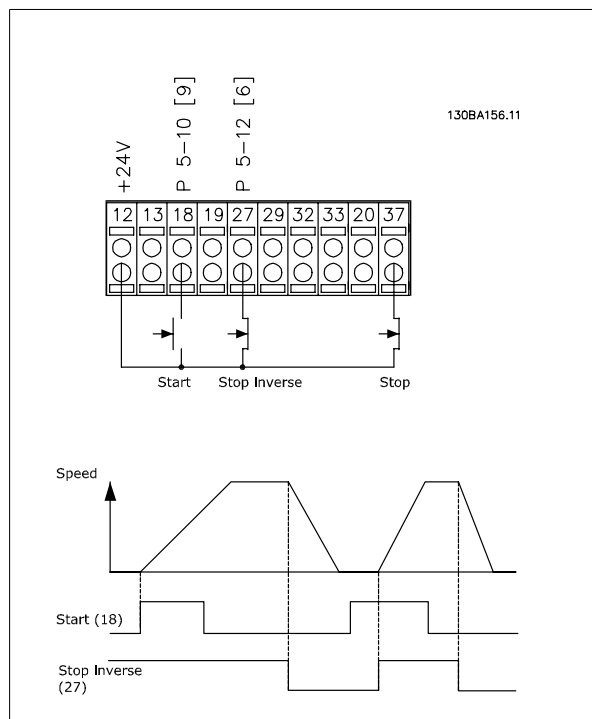 130BA156.11
+24V
P 5-10 [9]
P 5-12 [6]
12 13 18 19 27 29 32 33 20 37
Start Stop Inverse Stop
Speed
Start (18)
Stop Inverse
(27)